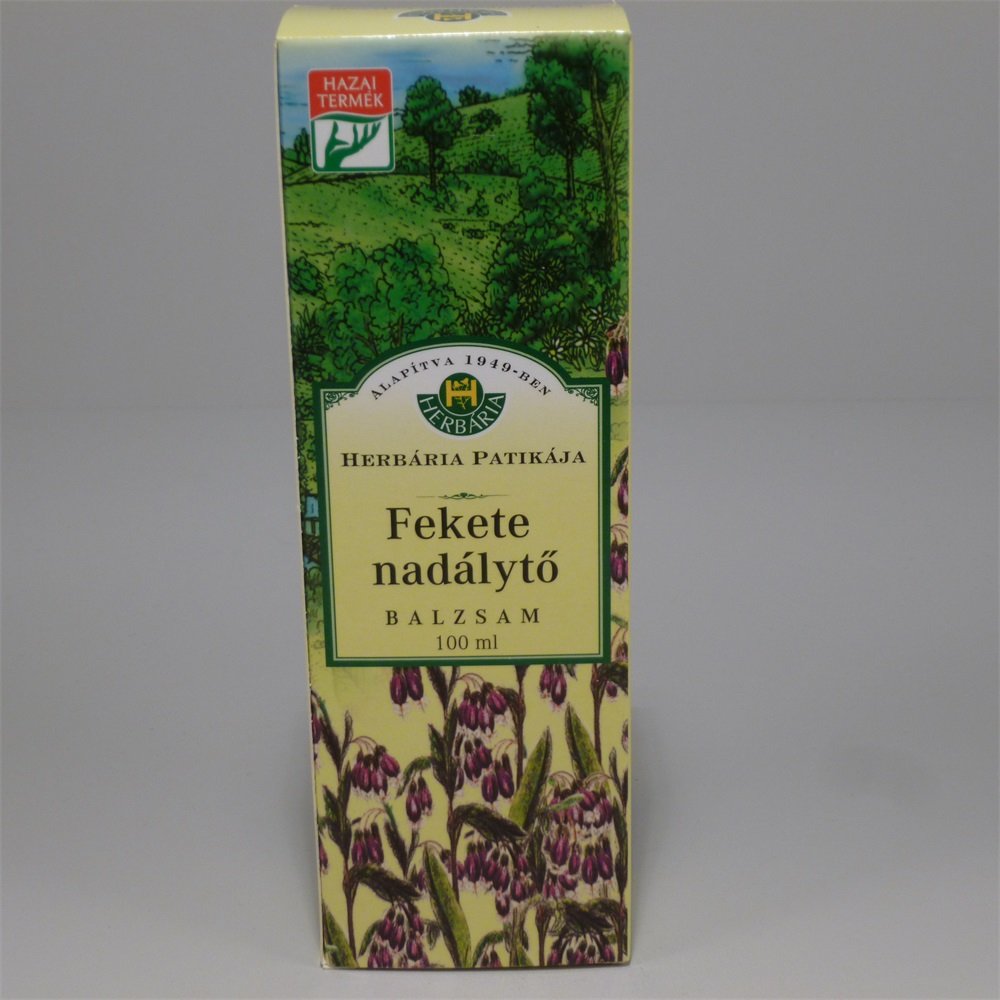 HAZAI
TERMÉK
ALAPÍTVA 1949-BEN
HERBÁRIA
HERBÁRIA PATIKÁJA
Fekete
nadálytő
BALZSAM
100 ml